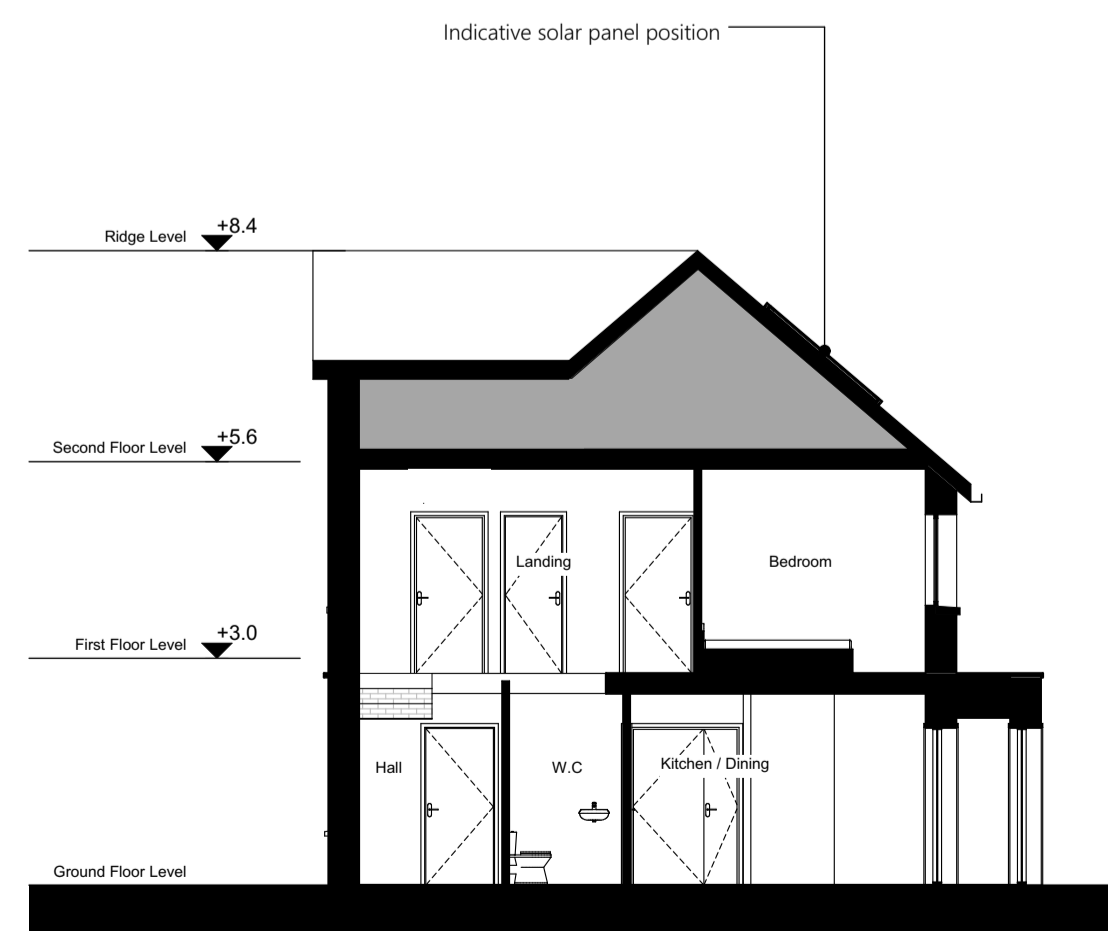 Indicative solar panel position
+8.4
Ridge Level
+5.6
Second Floor Level
Landing
Bedroom
+3.0
First Floor Level
Hall
W.C
Kitchen / Dining
Ground Floor Level